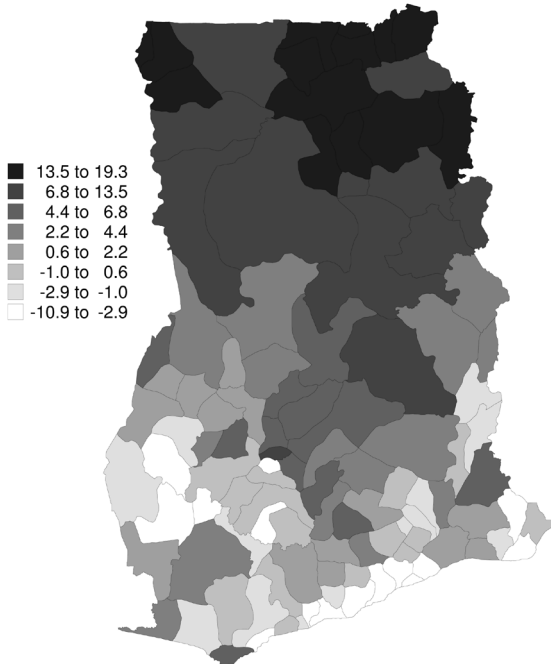 13.5 to 19.3
6.8 to 13.5
4.4 to 6.8
2.2 to 4.4
0.6 to 2.2
-1.0 to 0.6
-2.9 to -1.0
-10.9 to -2.9